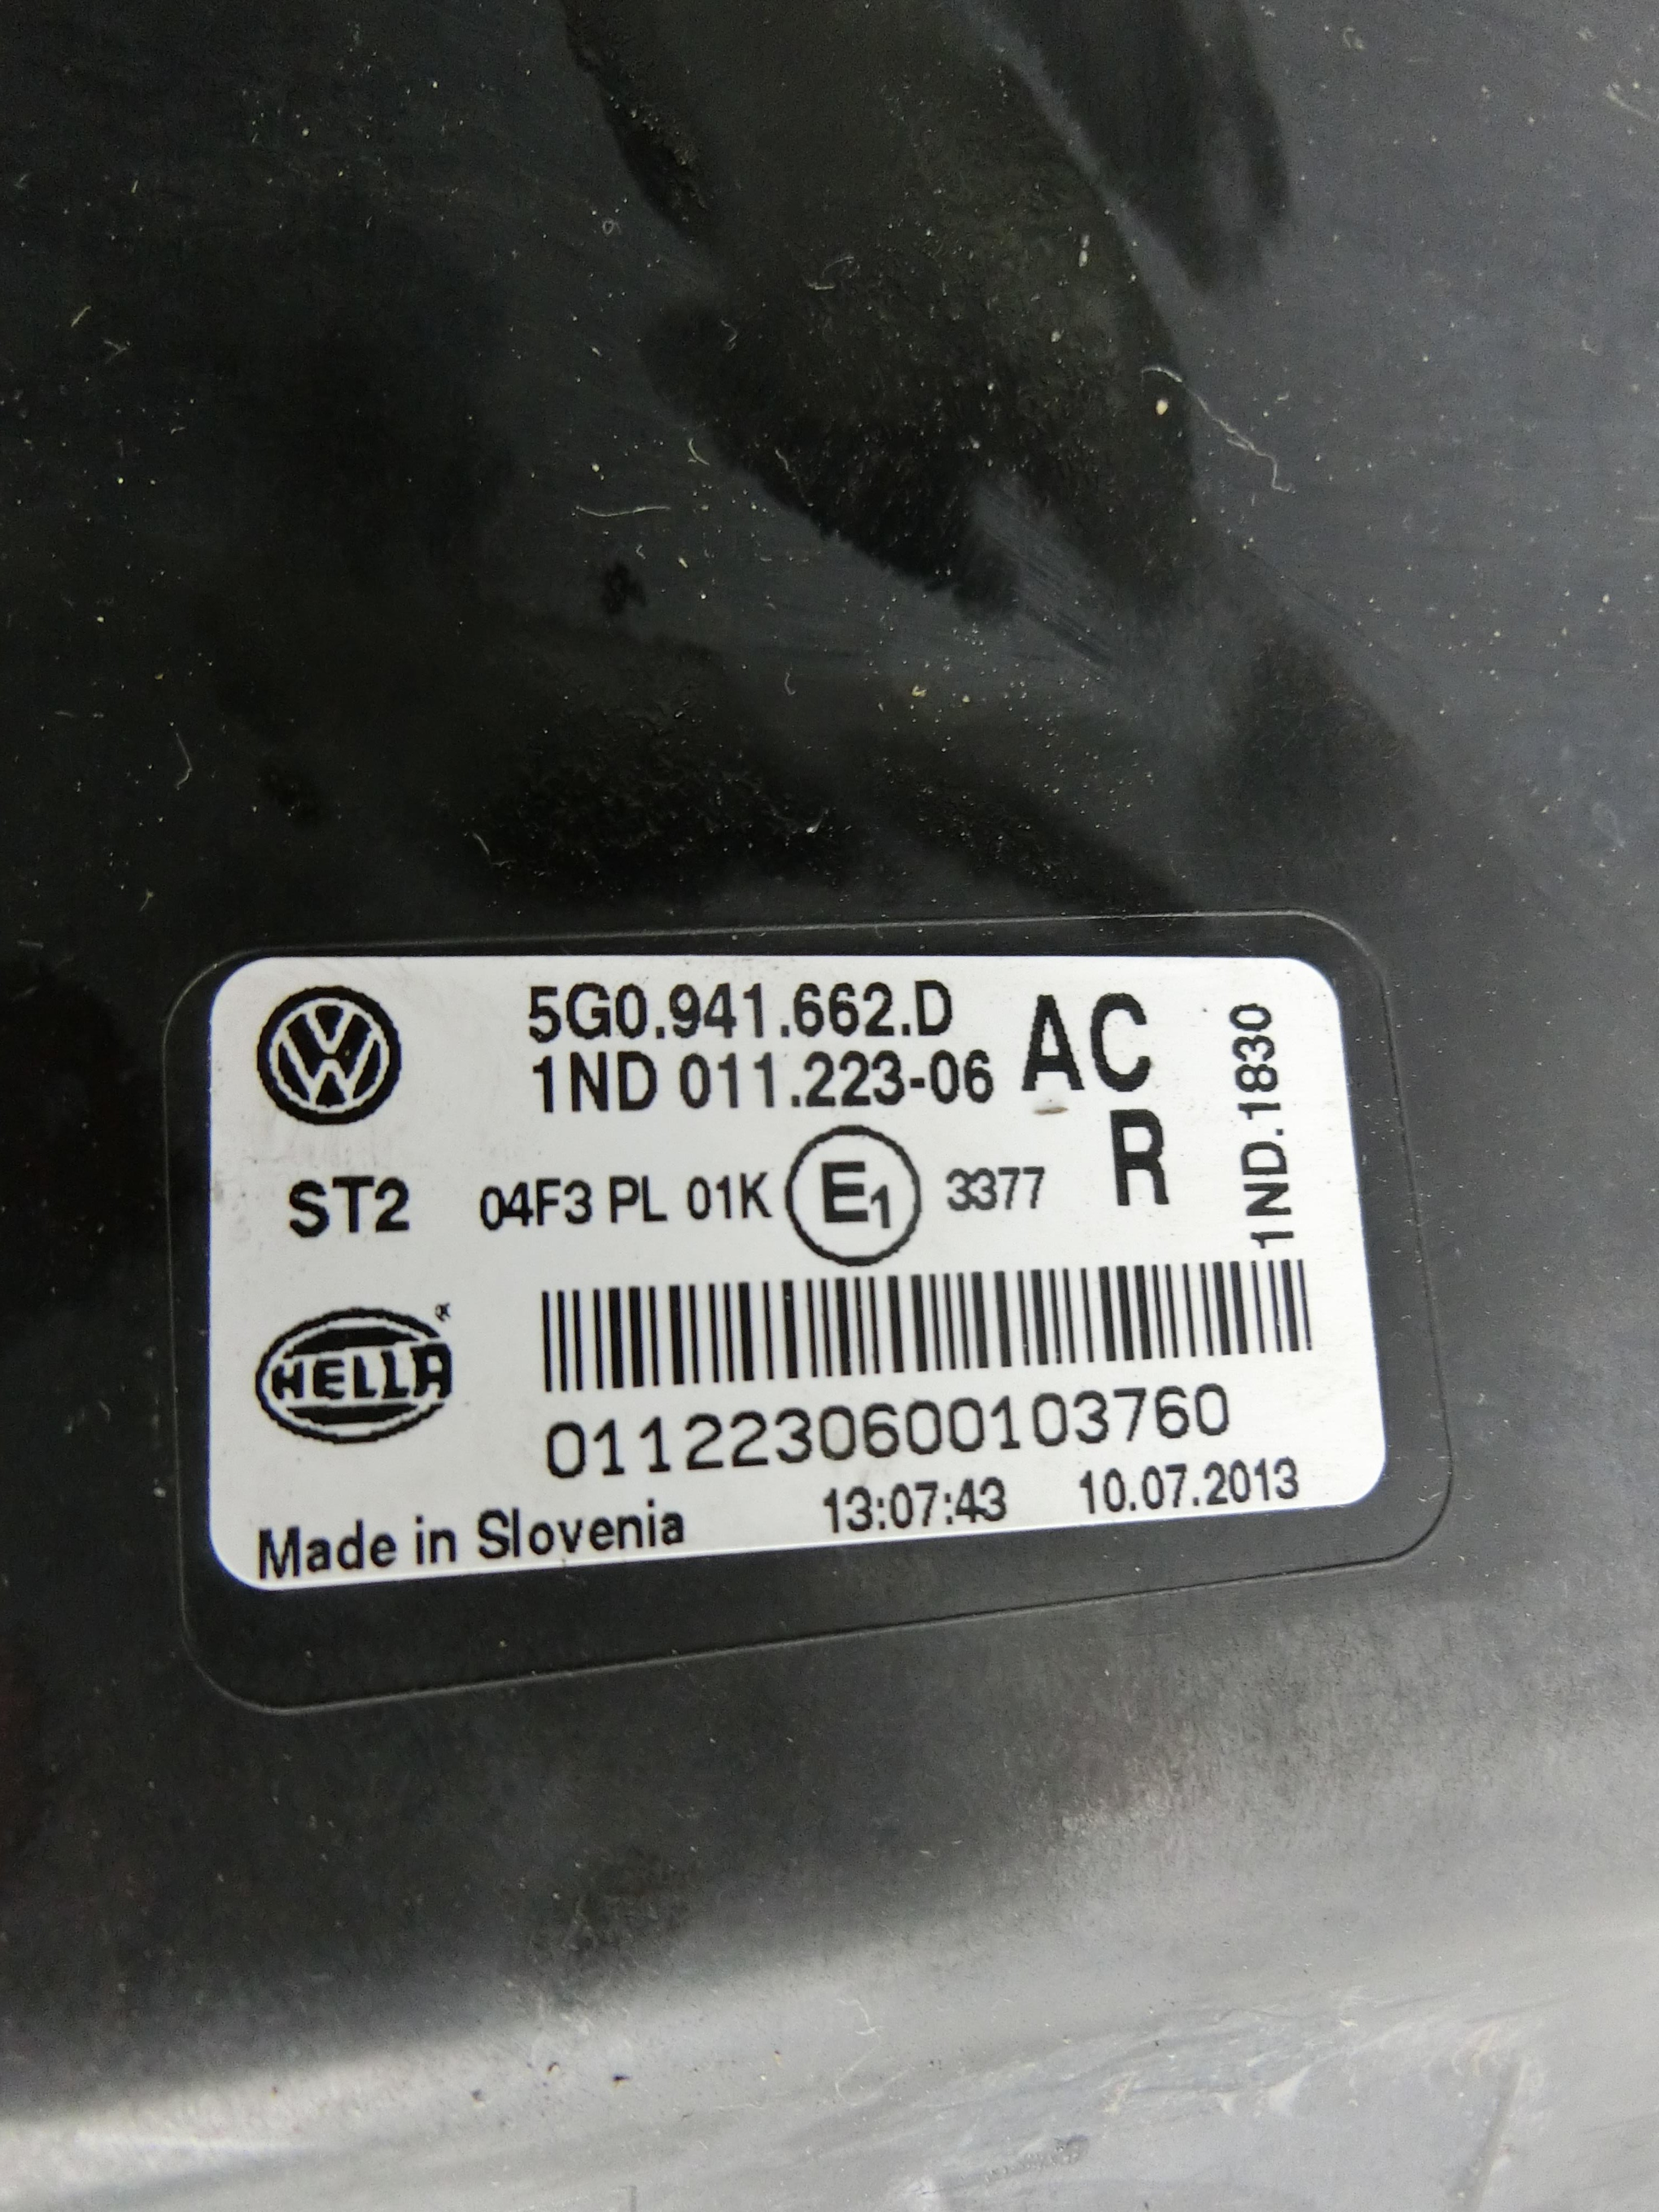 5G0.941.662.D AC
1ND 011.223-06
R
1ND.1830
ST2 04F3 PL 01K E1 3377
HELLA
0112230600103760
Made in Slovenia 13:07:43 10.07.2013